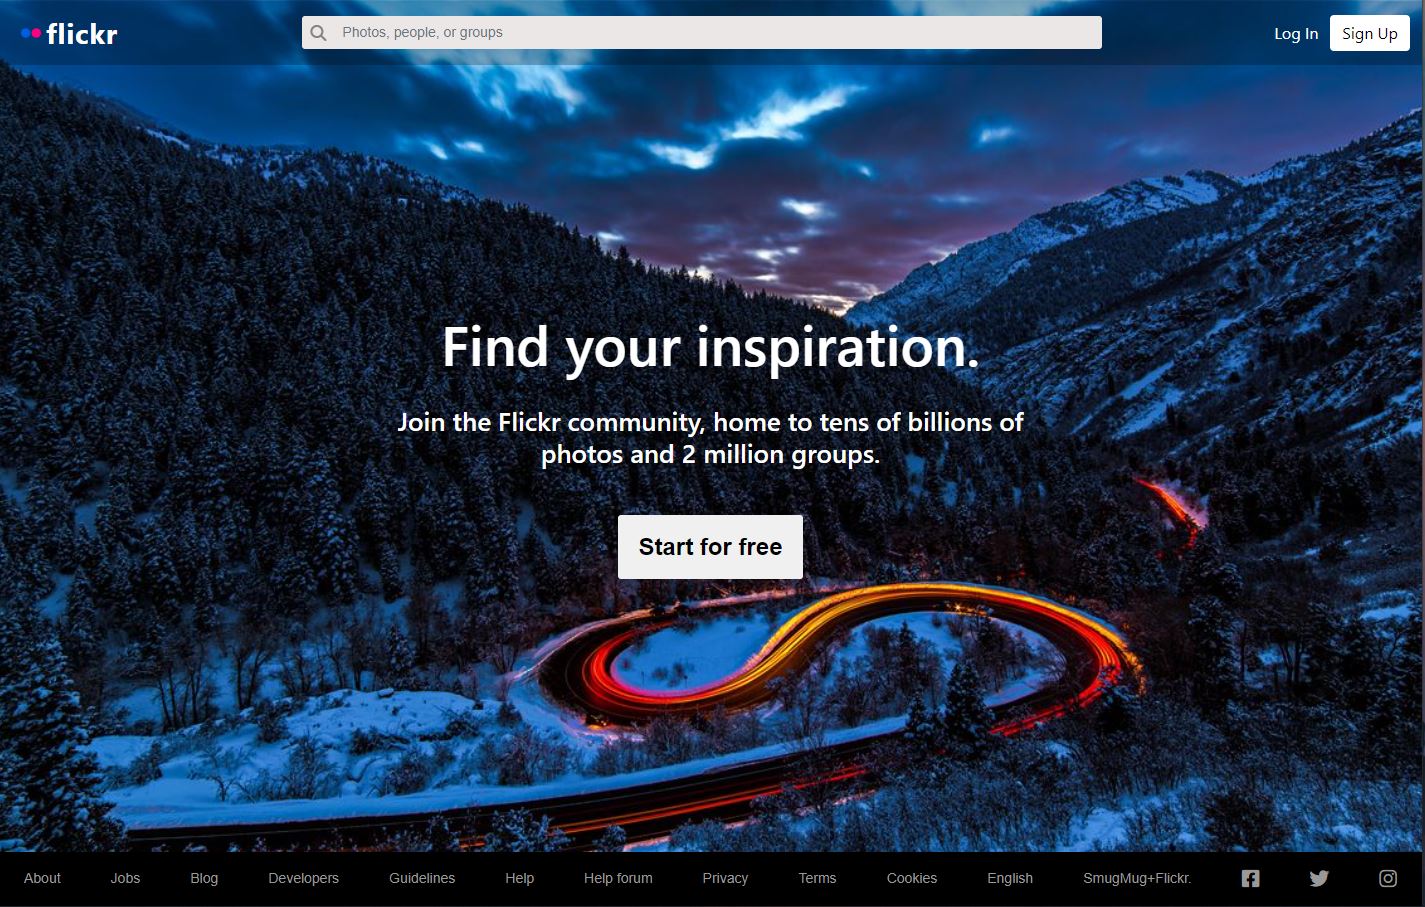 flickr
Photos, people, or groups
Log In
Sign Up
Find your inspiration.
Join the Flickr community, home to tens of billions of
photos and 2 million groups.
Start for free
About
Jobs
Blog
Developers
Guidelines
Help
Help forum
Privacy
Terms
Cookies
English
SmugMug+Flickr.